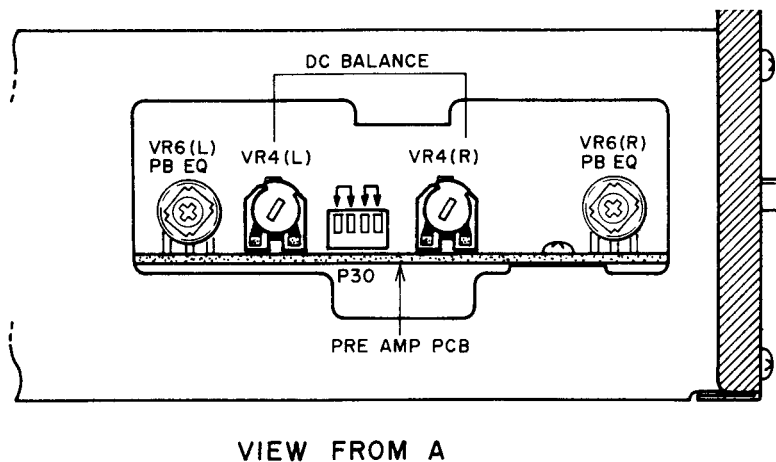 DC BALANCE
VR6(L)
PB EQ
VR4(L)
VR4(R)
VR6(R)
PB EQ
P30
PRE AMP PCB
VIEW FROM A